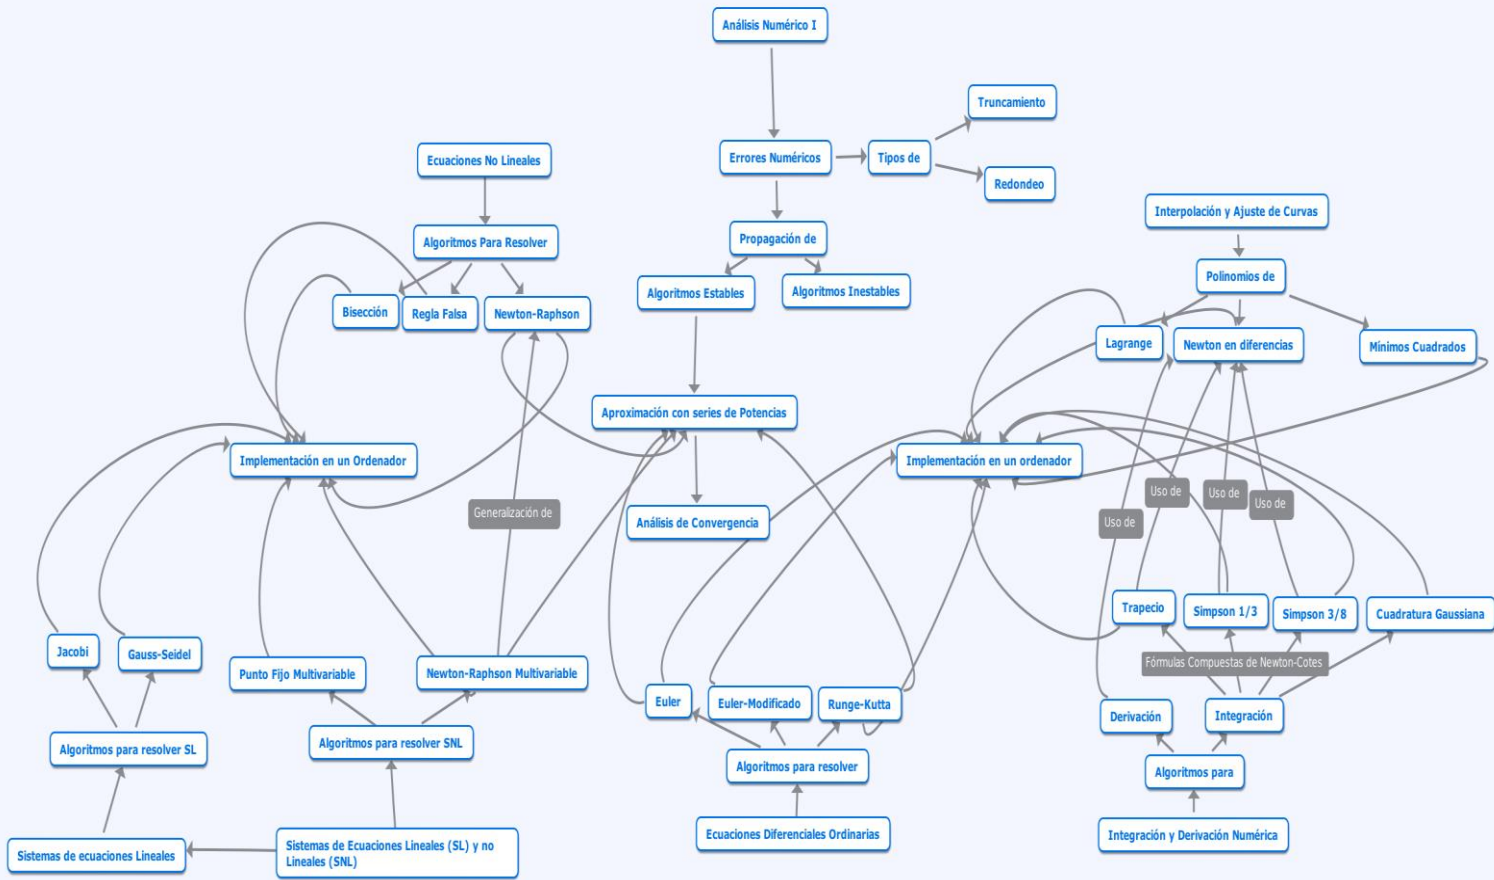 Análisis Numérico I
Truncamiento
Errores Numéricos
Tipos de
Redondeo
Ecuaciones No Lineales
Interpolación y Ajuste de Curvas
Propagación de
Algoritmos Para Resolver
Polinomios de
Algoritmos Estables
Algoritmos Inestables
Bisección
Regla Falsa
Newton-Raphson
Lagrange
Newton en diferencias
Mínimos Cuadrados
Aproximación con series de Potencias
Implementación en un Ordenador
Implementación en un ordenador
Generalización de
Análisis de Convergencia
Uso de
Uso de
Uso de
Uso de
Trapecio
Simpson 1/3
Simpson 3/8
Cuadratura Gaussiana
Jacobi
Gauss-Seidel
Punto Fijo Multivariable
Newton-Raphson Multivariable
Fórmulas Compuestas de Newton-Cotes
Euler
Euler-Modificado
Runge-Kutta
Derivación
Integración
Algoritmos para resolver SL
Algoritmos para resolver SNL
Algoritmos para resolver
Algoritmos para
Sistemas de ecuaciones Lineales
Sistemas de Ecuaciones Lineales (SL) y no
Lineales (SNL)
Ecuaciones Diferenciales Ordinarias
Integración y Derivación Numérica